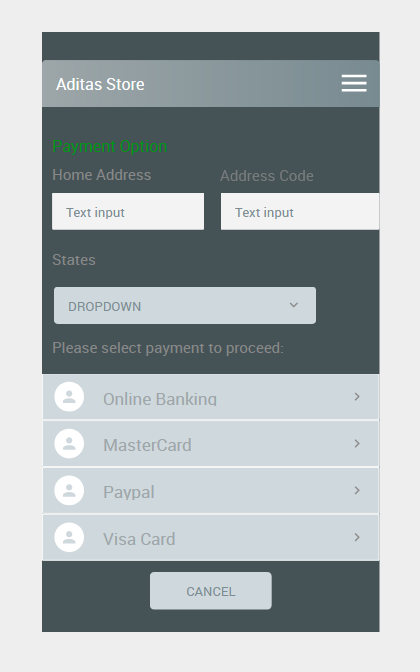 Aditas Store
Payment Option
Home Address
Address Code
Text input
Text input
States
DROPDOWN
Please select payment to proceed:
Online Banking
MasterCard
Paypal
Visa Card
CANCEL